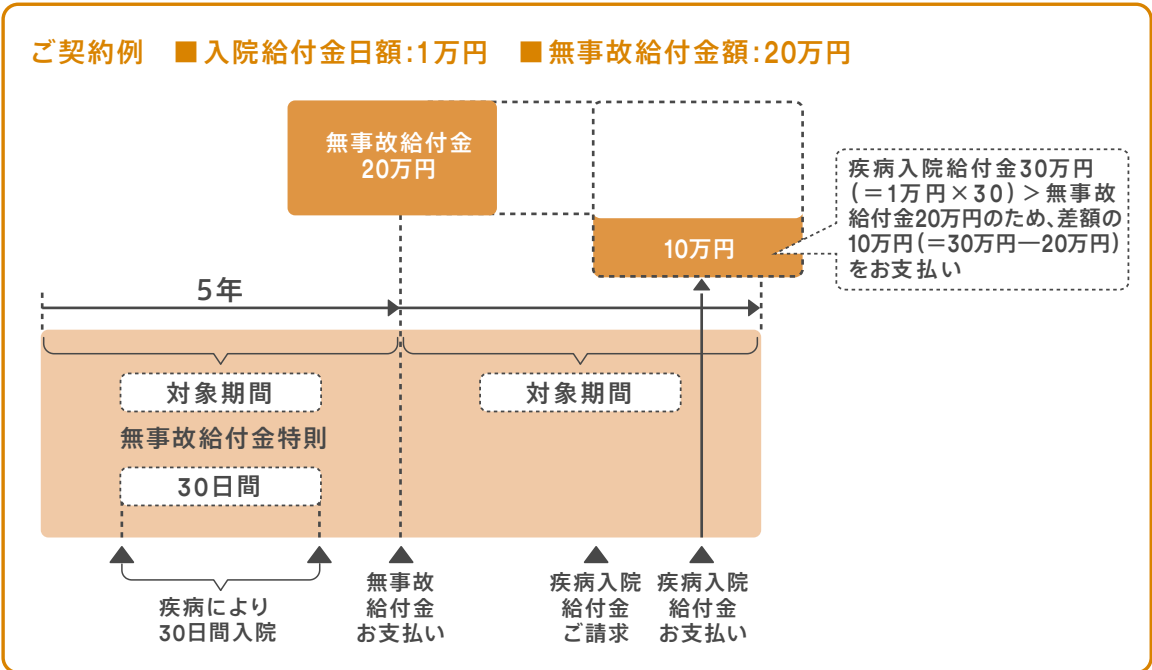 ご契約例 ■入院給付金日額:1万円 ■無事故給付金額:20万円
無事故給付金
20万円
10万円
疾病入院給付金30万円
(=1万円×30)>無事故
給付金20万円のため、差額の
10万円(=30万円―20万円)
をお支払い
5年
対象期間
対象期間
無事故給付金特則
30日間
疾病により
30日間入院
無事故
給付金
お支払い
疾病入院
給付金
ご請求
疾病入院
給付金
お支払い